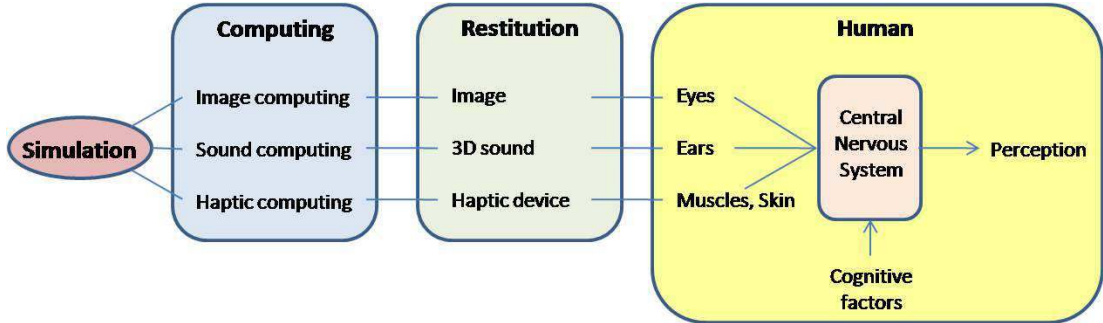 Computing
Restitution
Human
Simulation
Image computing
Image
Eyes
Sound computing
3D sound
Ears
Haptic computing
Haptic device
Muscles, Skin
Central
Nervous
System
Perception
Cognitive
factors